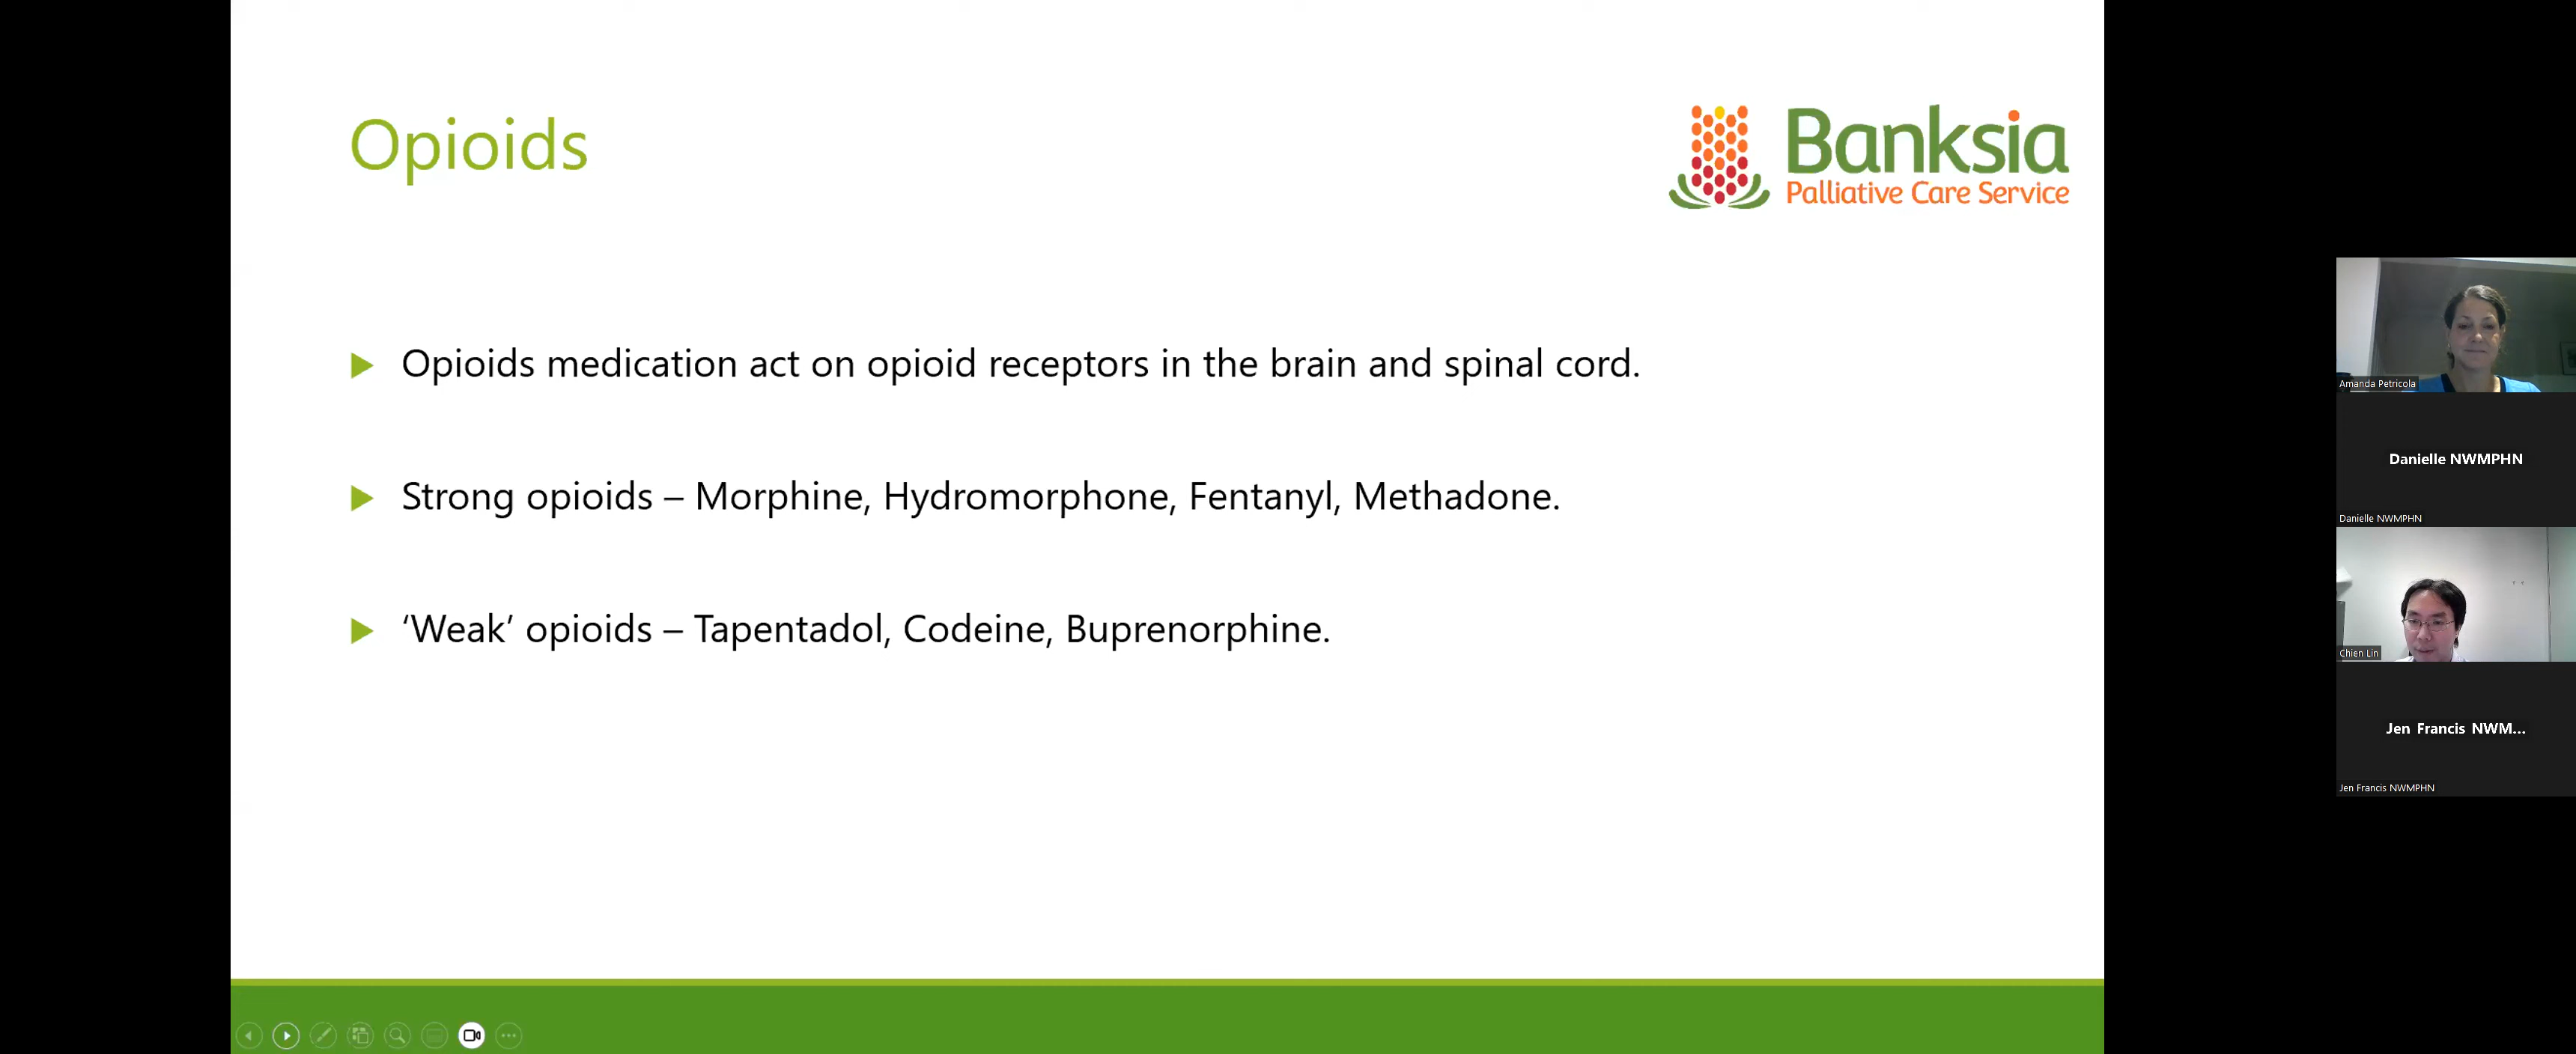 Opioids
Banksia
Palliative Care Service
Opioids medication act on opioid receptors in the brain and spinal cord.
Strong opioids – Morphine, Hydromorphone, Fentanyl, Methadone.
‘Weak’ opioids – Tapentadol, Codeine, Buprenorphine.
Amanda Petricola
Danielle NWMPHN
Danielle NWMPHN
Chien Lin
Jen Francis NWM...
Jen Francis NWMPHN